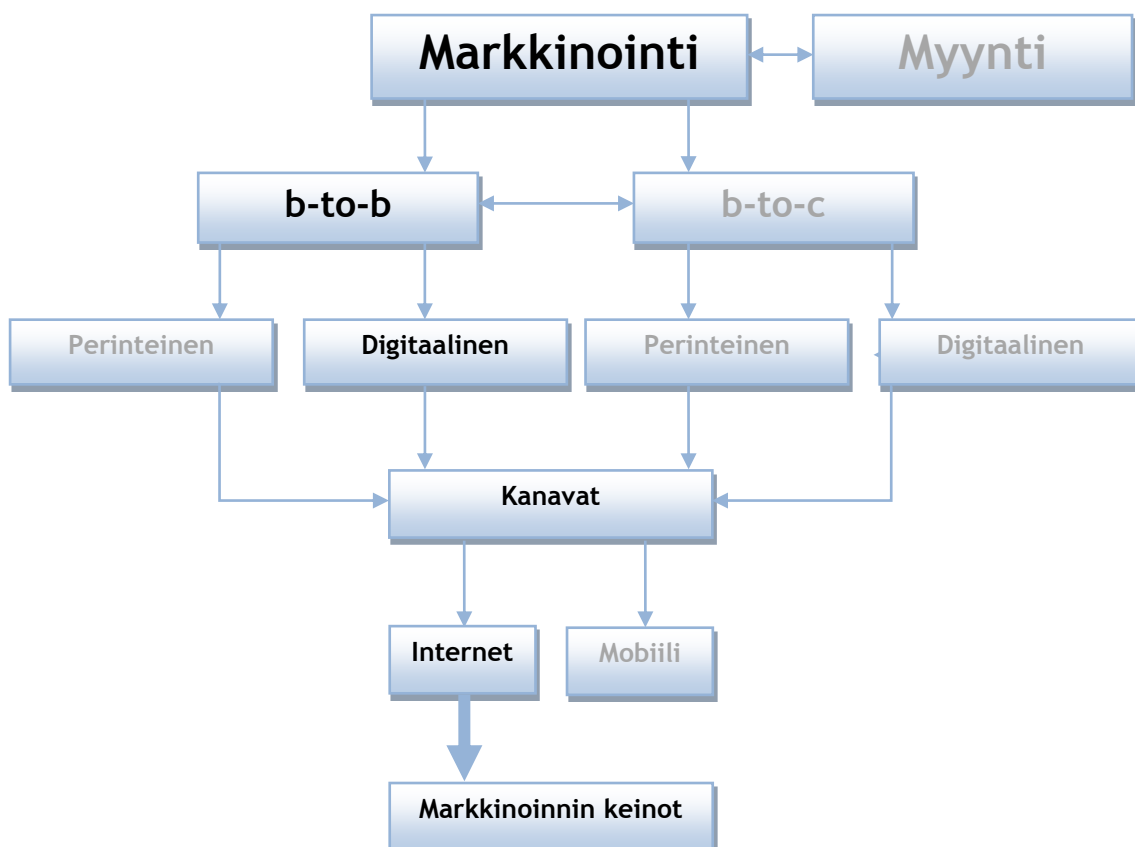 Markkinointi
Myynti
b-to-b
b-to-c
Perinteinen
Digitaalinen
Perinteinen
Digitaalinen
Kanavat
Internet
Mobiili
Markkinoinnin keinot